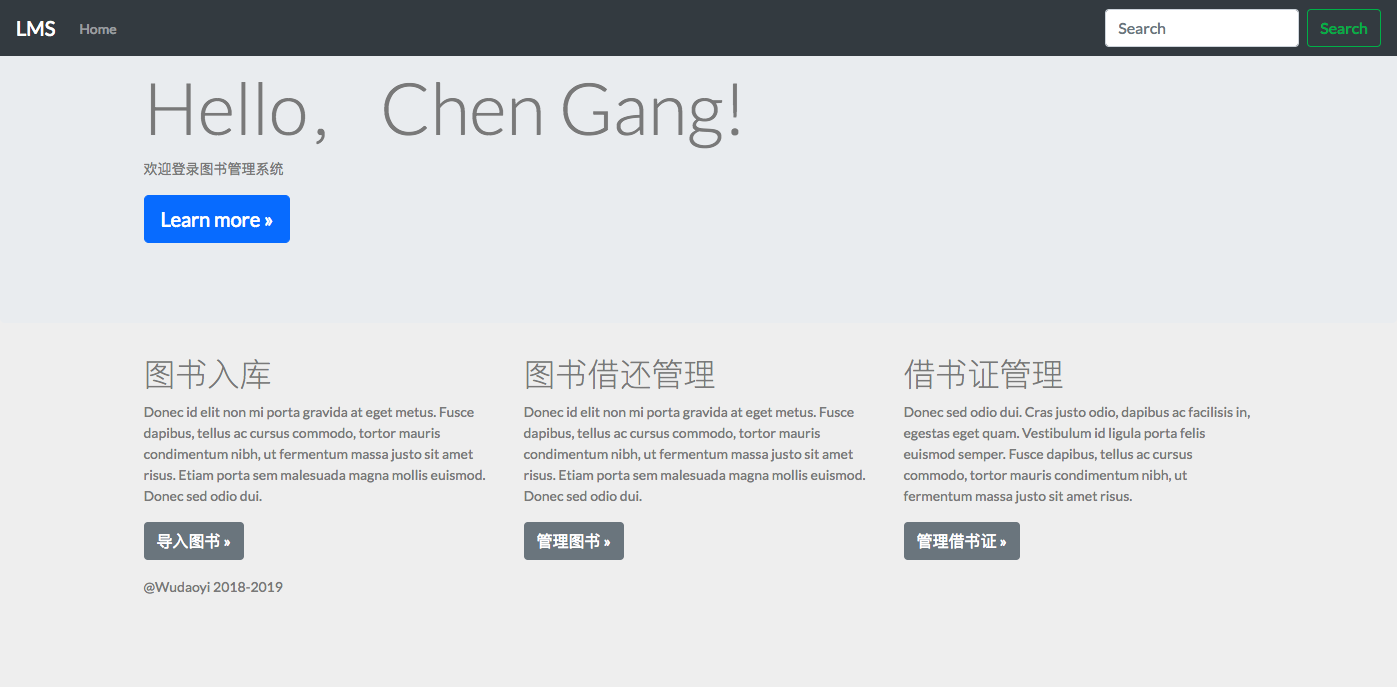 LMS Home Search Search
Hello， Chen Gang!
欢迎登录图书管理系统
Learn more »
图书入库
Donec id elit non mi porta gravida at eget metus. Fusce
dapibus, tellus ac cursus commodo, tortor mauris
condimentum nibh, ut fermentum massa justo sit amet
risus. Etiam porta sem malesuada magna mollis euismod.
Donec sed odio dui.
导入图书 »
图书借还管理
Donec id elit non mi porta gravida at eget metus. Fusce
dapibus, tellus ac cursus commodo, tortor mauris
condimentum nibh, ut fermentum massa justo sit amet
risus. Etiam porta sem malesuada magna mollis euismod.
Donec sed odio dui.
管理图书 »
借书证管理
Donec sed odio dui. Cras justo odio, dapibus ac facilisis in,
egestas eget quam. Vestibulum id ligula porta felis
euismod semper. Fusce dapibus, tellus ac cursus
commodo, tortor mauris condimentum nibh, ut
fermentum massa justo sit amet risus.
管理借书证 »
@Wudaoyi 2018-2019